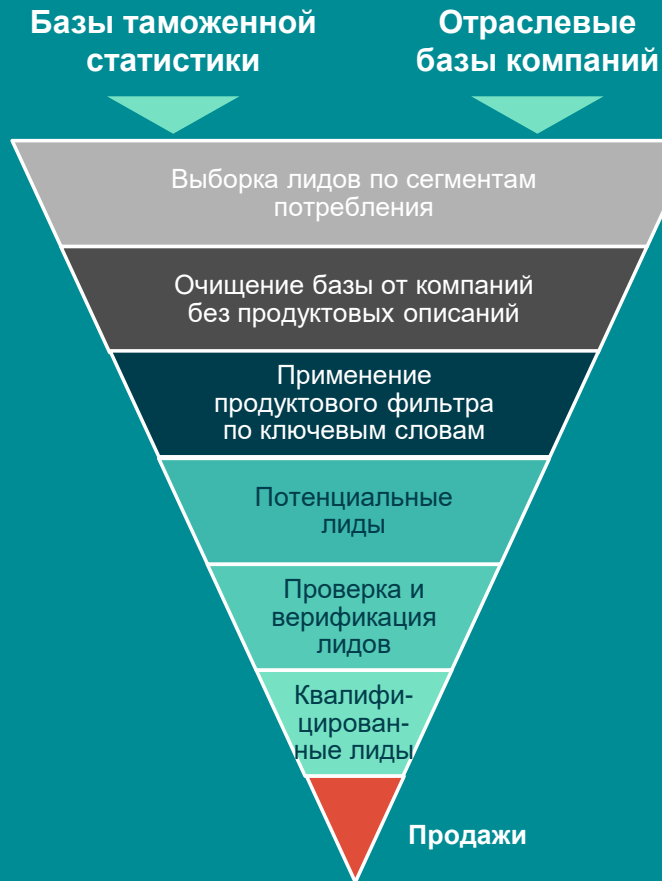 Базы таможенной
статистики
Отраслевые
базы компаний
Выборка лидов по сегментам
потребления
Очищение базы от компаний
без продуктовых описаний
Применение
продуктового фильтра
по ключевым словам
Потенциальные
лиды
Проверка и
верификация
лидов
Квалифи-
цирован-
ные лиды
Продажи